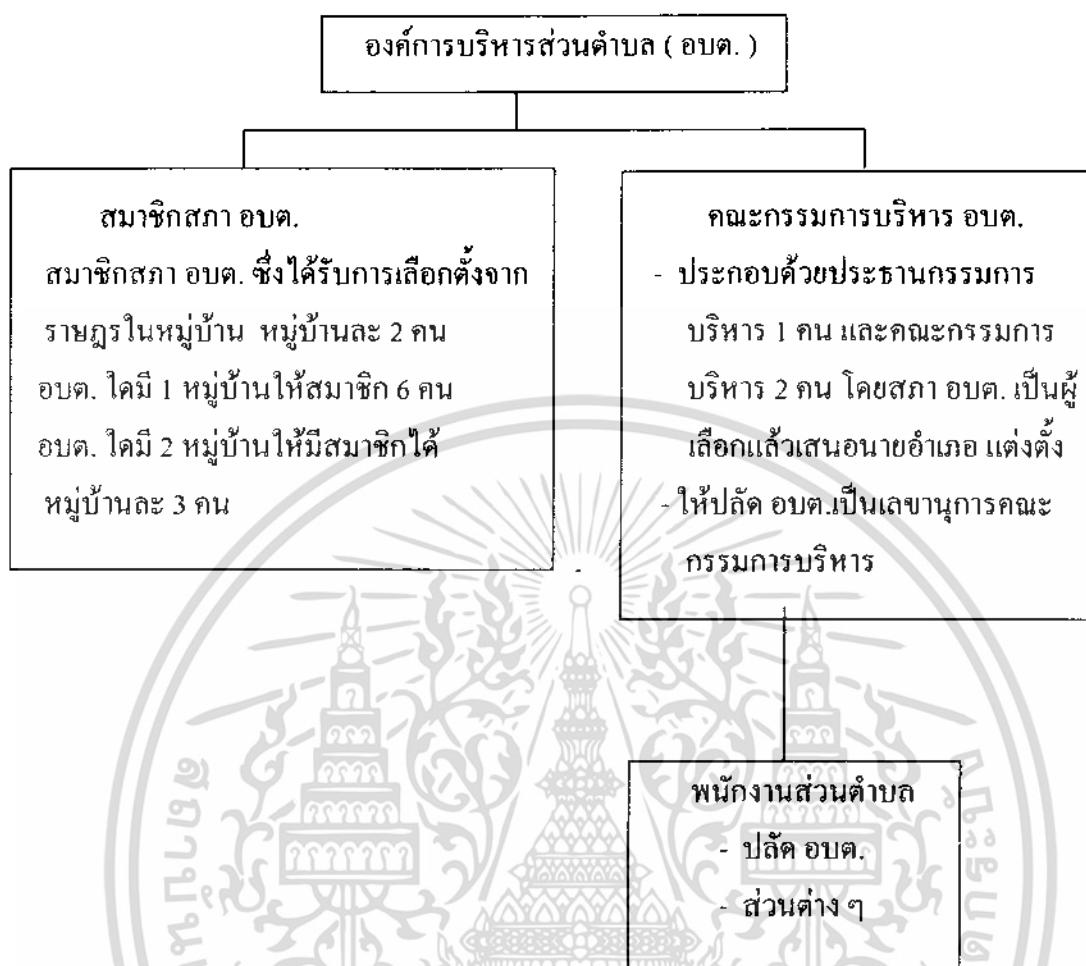 องค์การบริหารส่วนตำบล ( อบต. )
สมาชิกสภา อบต.
สมาชิกสภา อบต. ซึ่งได้รับการเลือกตั้งจาก
ราษฎรในหมู่บ้าน หมู่บ้านละ 2 คน
อบต. ใดมี 1 หมู่บ้านให้สมาชิก 6 คน
อบต. ใดมี 2 หมู่บ้านให้มีสมาชิกได้
หมู่บ้านละ 3 คน
คณะกรรมการบริหาร อบต.
- ประกอบด้วยประธานกรรมการ
บริหาร 1 คน และคณะกรรมการ
บริหาร 2 คน โดยสภา อบต. เป็นผู้
เลือกแล้วเสนอนายอำเภอ แต่งตั้ง
- ให้ปลัด อบต.เป็นเลขานุการคณะ
กรรมการบริหาร
พนักงานส่วนตำบล
- ปลัด อบต.
- ส่วนต่าง ๆ